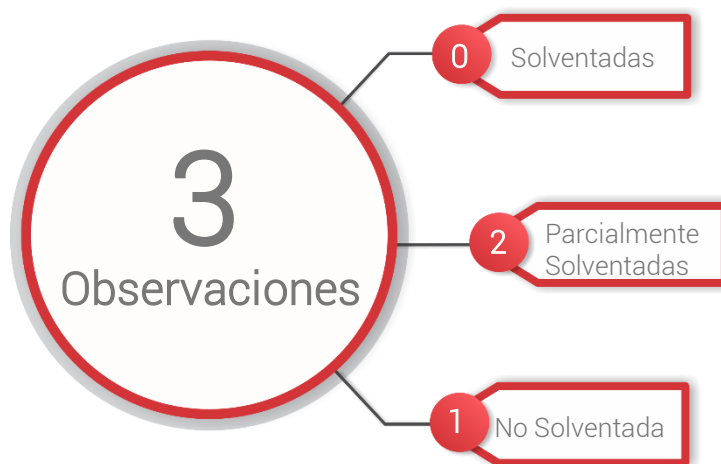 3
Observaciones
0
Solventadas
2
Parcialmente
Solventadas
1
No Solventada